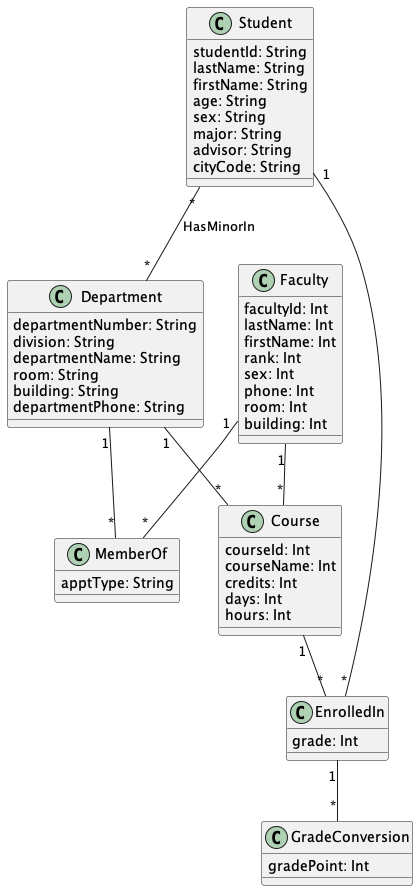 C Student
studentId: String
lastName: String
firstName: String
age: String
sex: String
major: String
advisor: String
cityCode: String
1
*
HasMinorIn
*
C Department
departmentNumber: String
division: String
departmentName: String
room: String
building: String
departmentPhone: String
C Faculty
facultyId: Int
lastName: Int
firstName: Int
rank: Int
sex: Int
phone: Int
room: Int
building: Int
1
1
1
1
*
*
*
*
C MemberOf
apptType: String
C Course
courseId: Int
courseName: Int
credits: Int
days: Int
hours: Int
1
*
*
C EnrolledIn
grade: Int
1
*
C GradeConversion
gradePoint: Int